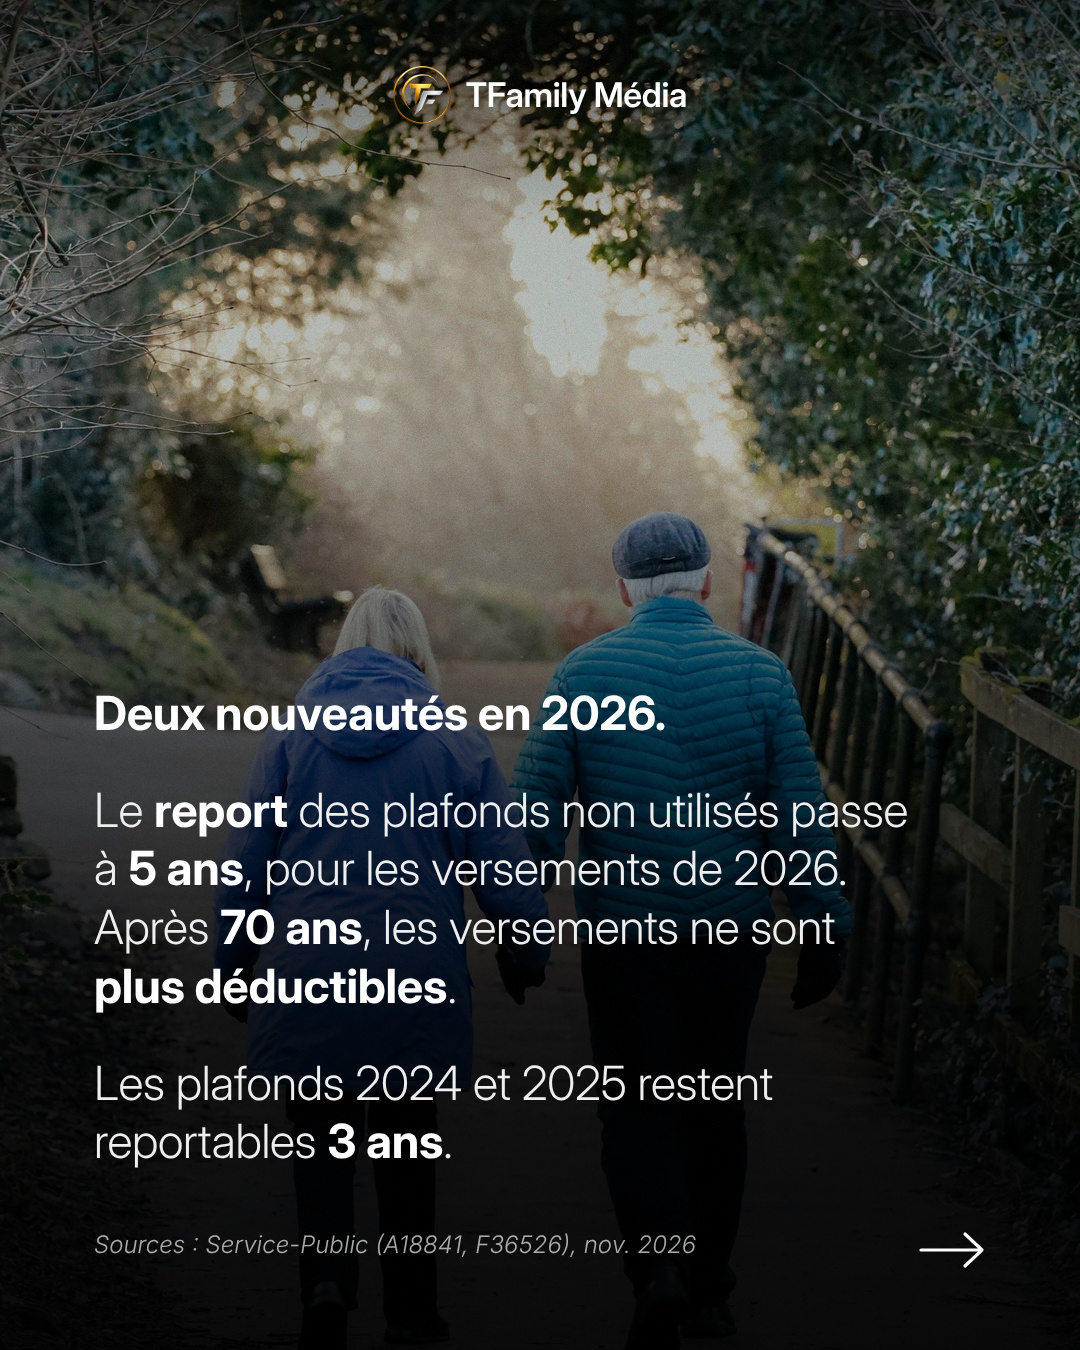 TFamily Média
Deux nouveautés en 2026.
Le report des plafonds non utilisés passe
à 5 ans, pour les versements de 2026.
Après 70 ans, les versements ne sont
plus déductibles.
Les plafonds 2024 et 2025 restent
reportables 3 ans.
Sources : Service-Public (A18841, F36526), nov. 2026